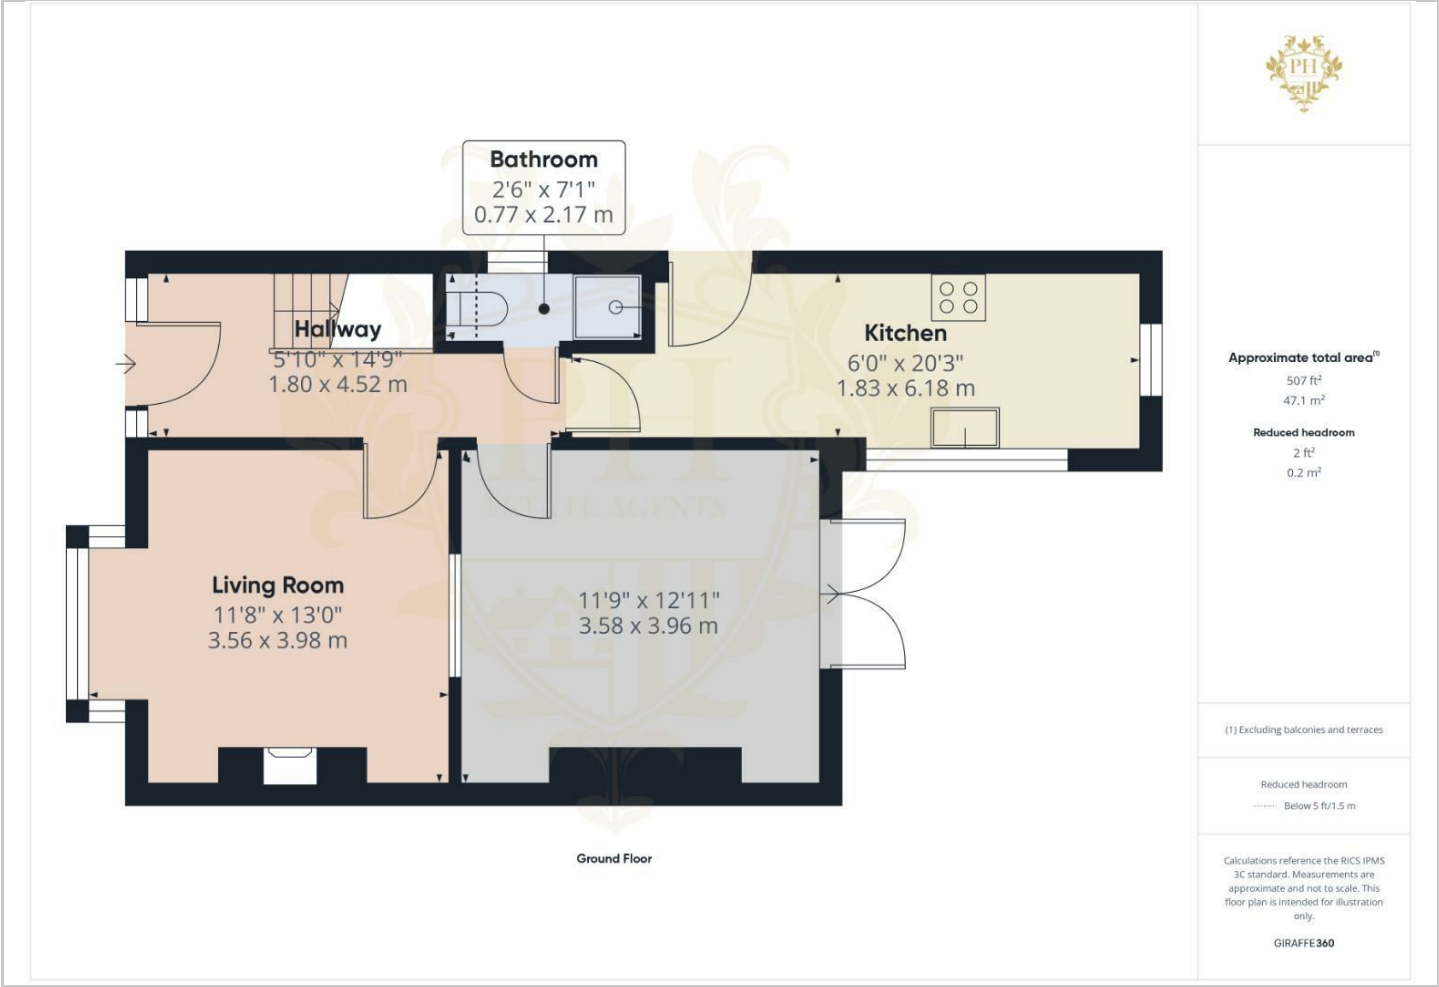 PH
Bathroom
2'6" x 7'1"
0.77 x 2.17 m
Hallway
5'10" x 14'9"
1.80 x 4.52 m
Kitchen
6'0" x 20'3"
1.83 x 6.18 m
Living Room
11'8" x 13'0"
3.56 x 3.98 m
11'9" x 12'11"
3.58 x 3.96 m
PH
ESTATE AGENTS
Ground Floor
Approximate total area(1)
507 ft²
47.1 m²
Reduced headroom
2 ft²
0.2 m²
(1) Excluding balconies and terraces
Reduced headroom
Below 5 ft/1.5 m
Calculations reference the RICS IPMS
3C standard. Measurements are
approximate and not to scale. This
floor plan is intended for illustration
only.
GIRAFFE360